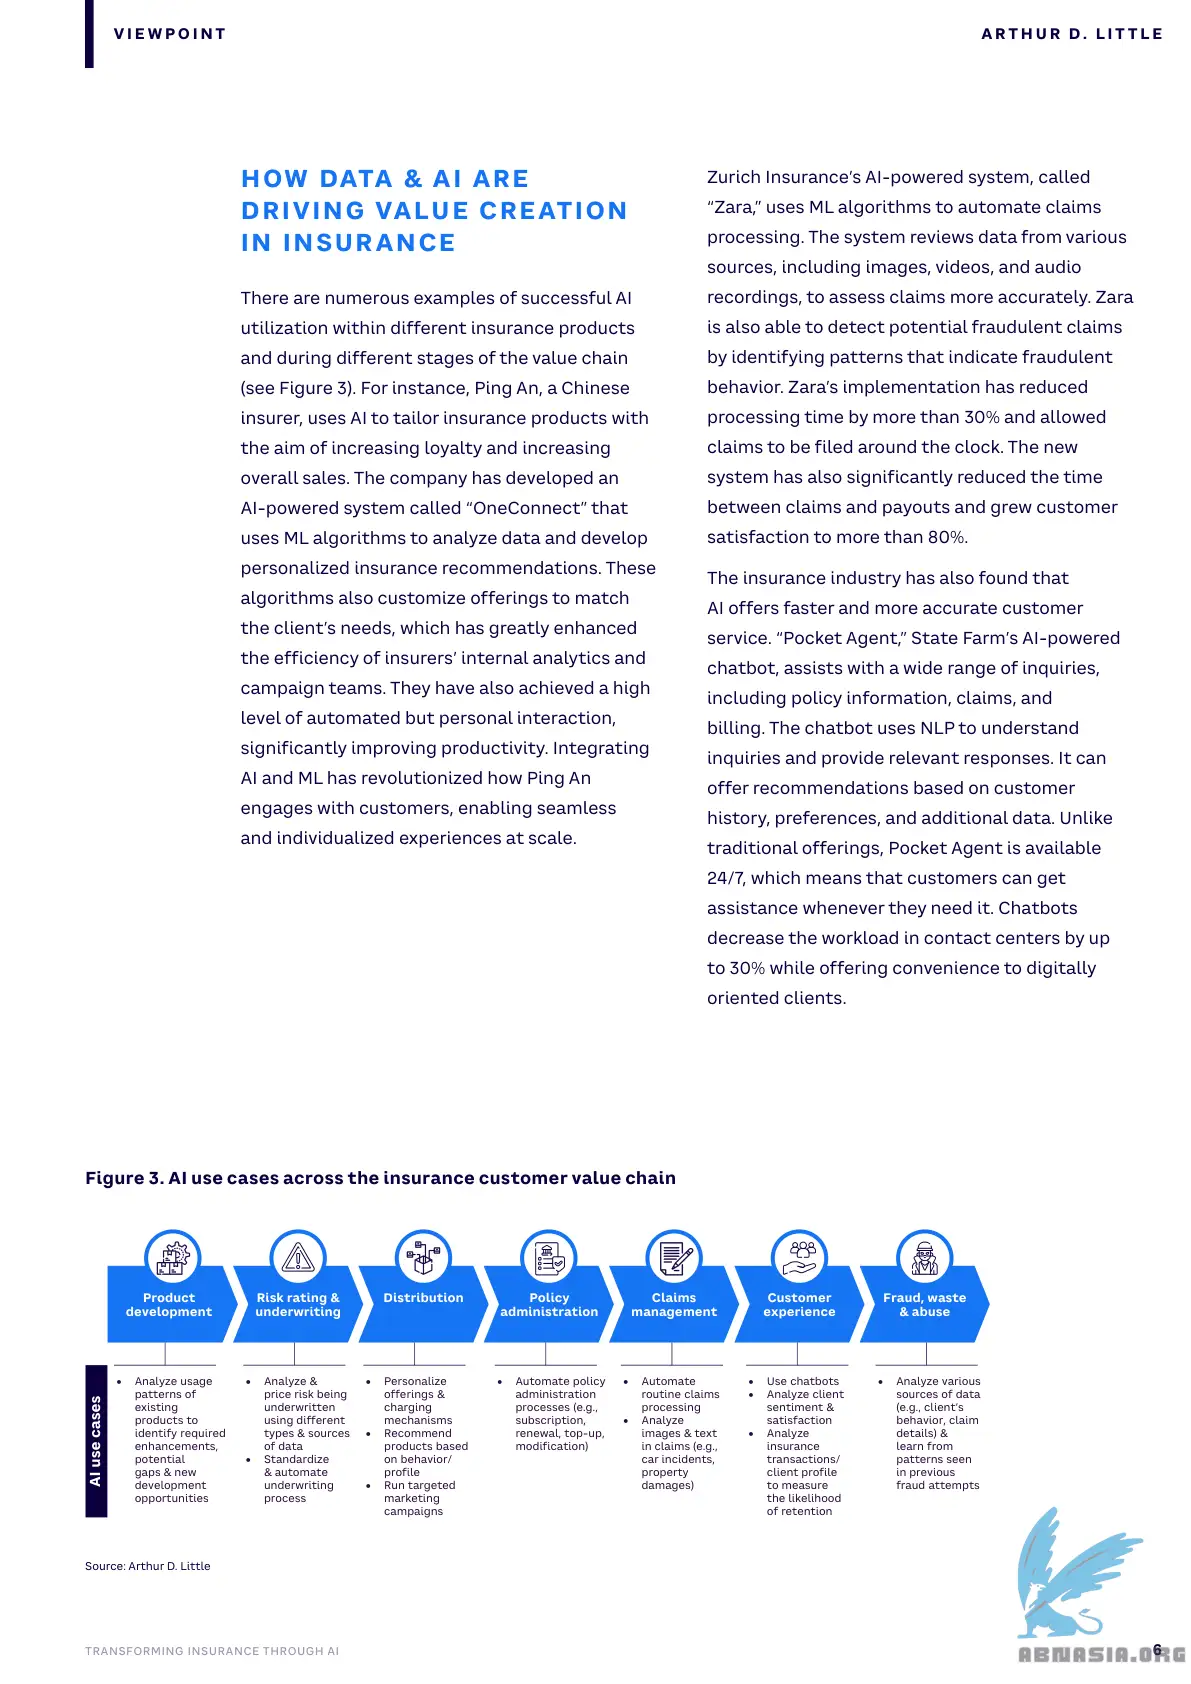 VIEWPOINT
ARTHUR D. LITTLE
HOW DATA & AI ARE
DRIVING VALUE CREATION
IN INSURANCE
There are numerous examples of successful AI
utilization within different insurance products
and during different stages of the value chain
(see Figure 3). For instance, Ping An, a Chinese
insurer, uses AI to tailor insurance products with
the aim of increasing loyalty and increasing
overall sales. The company has developed an
AI-powered system called “OneConnect” that
uses ML algorithms to analyze data and develop
personalized insurance recommendations. These
algorithms also customize offerings to match
the client’s needs, which has greatly enhanced
the efficiency of insurers’ internal analytics and
campaign teams. They have also achieved a high
level of automated but personal interaction,
significantly improving productivity. Integrating
AI and ML has revolutionized how Ping An
engages with customers, enabling seamless
and individualized experiences at scale.
Zurich Insurance’s AI-powered system, called
“Zara,” uses ML algorithms to automate claims
processing. The system reviews data from various
sources, including images, videos, and audio
recordings, to assess claims more accurately. Zara
is also able to detect potential fraudulent claims
by identifying patterns that indicate fraudulent
behavior. Zara’s implementation has reduced
processing time by more than 30% and allowed
claims to be filed around the clock. The new
system has also significantly reduced the time
between claims and payouts and grew customer
satisfaction to more than 80%.
The insurance industry has also found that
AI offers faster and more accurate customer
service. “Pocket Agent,” State Farm’s AI-powered
chatbot, assists with a wide range of inquiries,
including policy information, claims, and
billing. The chatbot uses NLP to understand
inquiries and provide relevant responses. It can
offer recommendations based on customer
history, preferences, and additional data. Unlike
traditional offerings, Pocket Agent is available
24/7, which means that customers can get
assistance whenever they need it. Chatbots
decrease the workload in contact centers by up
to 30% while offering convenience to digitally
oriented clients.
Figure 3. AI use cases across the insurance customer value chain
Product
development
Risk rating &
underwriting
Distribution
Policy
administration
Claims
management
Customer
experience
Fraud, waste
& abuse
AI use cases
• Analyze usage
patterns of
existing
products to
identify required
enhancements,
potential
gaps & new
development
opportunities
• Analyze &
price risk being
underwritten
using different
types & sources
of data
• Standardize
& automate
underwriting
process
• Personalize
offerings &
charging
mechanisms
• Recommend
products based
on behavior/
profile
• Run targeted
marketing
campaigns
• Automate policy
administration
processes (e.g.,
subscription,
renewal, top-up,
modification)
• Automate
routine claims
processing
• Analyze
images & text
in claims (e.g.,
car incidents,
property
damages)
• Use chatbots
• Analyze client
sentiment &
satisfaction
• Analyze
insurance
transactions/
client profile
to measure
the likelihood
of retention
• Analyze various
sources of data
(e.g., client’s
behavior, claim
details) &
learn from
patterns seen
in previous
fraud attempts
Source: Arthur D. Little
TRANSFORMING INSURANCE THROUGH AI
6
ABNASIA.ORG